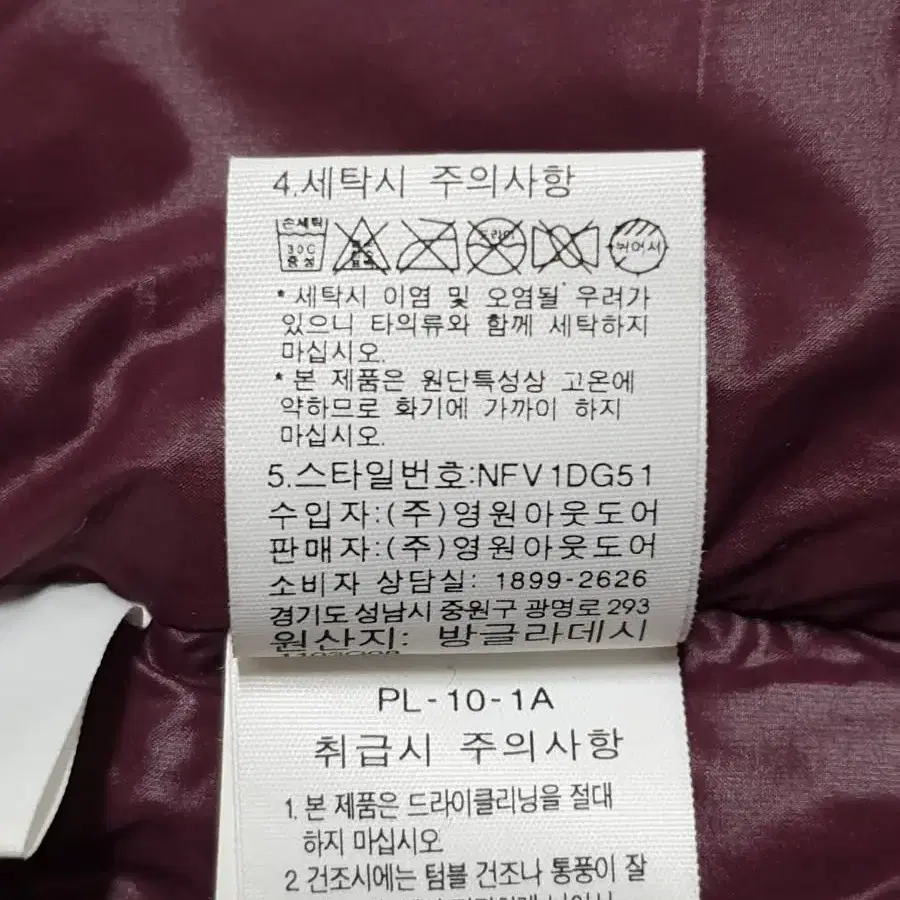 4.세탁시 주의사항
손세탁 30C 중성 드라이 뉘어서
* 세탁시 이염 및 오염될 우려가
있으니 타의류와 함께 세탁하지
마십시오.
* 본 제품은 원단특성상 고온에
약하므로 화기에 가까이 하지
마십시오.
5.스타일번호:NFV1DG51
수입자:(주)영원아웃도어
판매자:(주)영원아웃도어
소비자 상담실: 1899-2626
경기도 성남시 중원구 광명로 293
원산지: 방글라데시
PL-10-1A
취급시 주의사항
1. 본 제품은 드라이클리닝을 절대
하지 마십시오
2 건조시에는 텀블 건조나 통풍이 잘